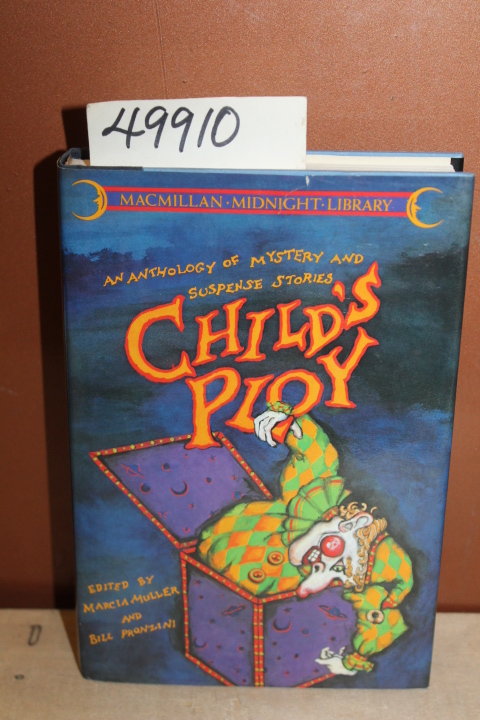 49910
MACMILLAN · MIDNIGHT · LIBRARY
AN ANTHOLOGY OF MYSTERY AND
SUSPENSE STORIES
CHILD'S
PLOY
EDITED BY
MARCIA MULLER
AND
BILL PRONZINI
D